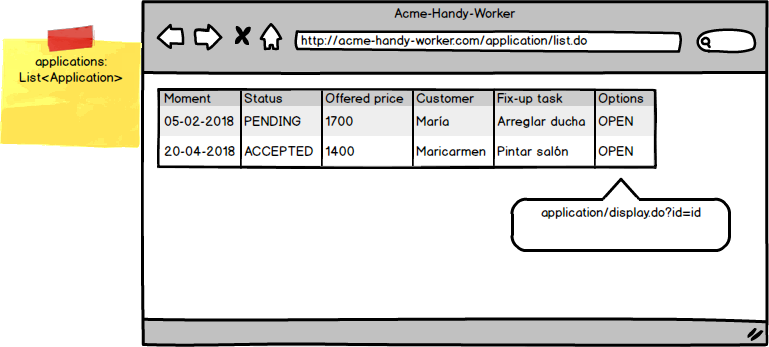 Acme-Handy-Worker
http://acme-handy-worker.com/application/list.do
applications:
List<Application>
Moment Status Offered price Customer Fix-up task Options
05-02-2018 PENDING 1700 María Arreglar ducha OPEN
20-04-2018 ACCEPTED 1400 Maricarmen Pintar salón OPEN
application/display.do?id=id